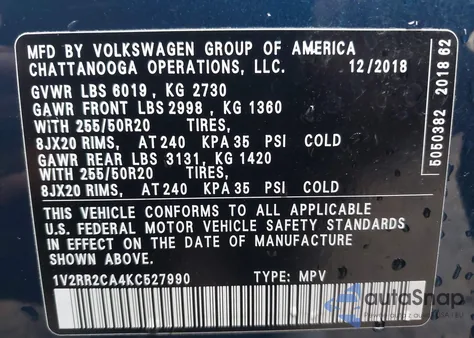 MFD BY VOLKSWAGEN GROUP OF AMERICA
CHATTANOOGA OPERATIONS, LLC. 12/2018
GVWR LBS 6019, KG 2730
GAWR FRONT LBS 2998, KG 1360
WITH 255/50R20 TIRES,
8JX20 RIMS, AT 240 KPA 35 PSI COLD
GAWR REAR LBS 3131, KG 1420
WITH 255/50R20 TIRES,
8JX20 RIMS, AT 240 KPA 35 PSI COLD
THIS VEHICLE CONFORMS TO ALL APPLICABLE
U.S. FEDERAL MOTOR VEHICLE SAFETY STANDARDS
IN EFFECT ON THE DATE OF MANUFACTURE
SHOWN ABOVE.
1V2RR2CA4KC527990 TYPE: MPV
5050362 2018 62
autoSnap